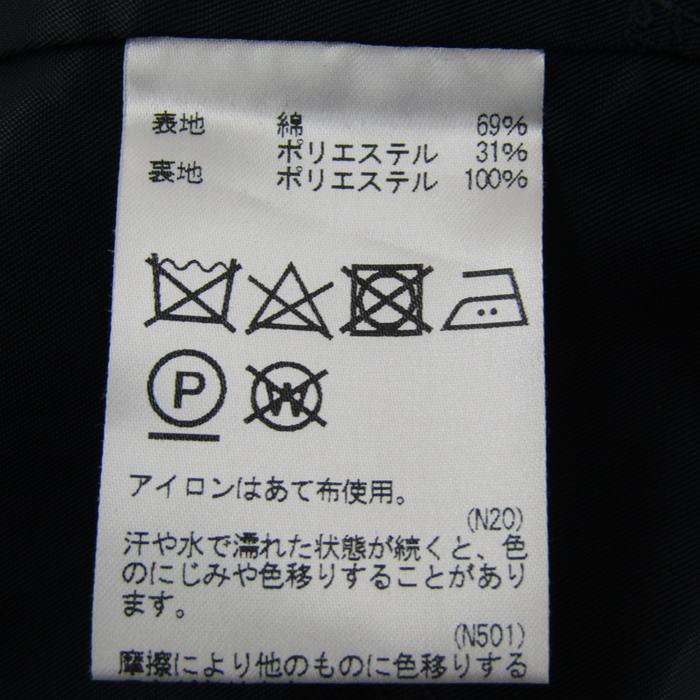 表地 綿 69%
ポリエステル 31%
裏地 ポリエステル 100%
P W
アイロンはあて布使用。
(N20)
汗や水で濡れた状態が続くと、色
のにじみや色移りすることがあり
ます。
(N501)
摩擦により他のものに色移りする